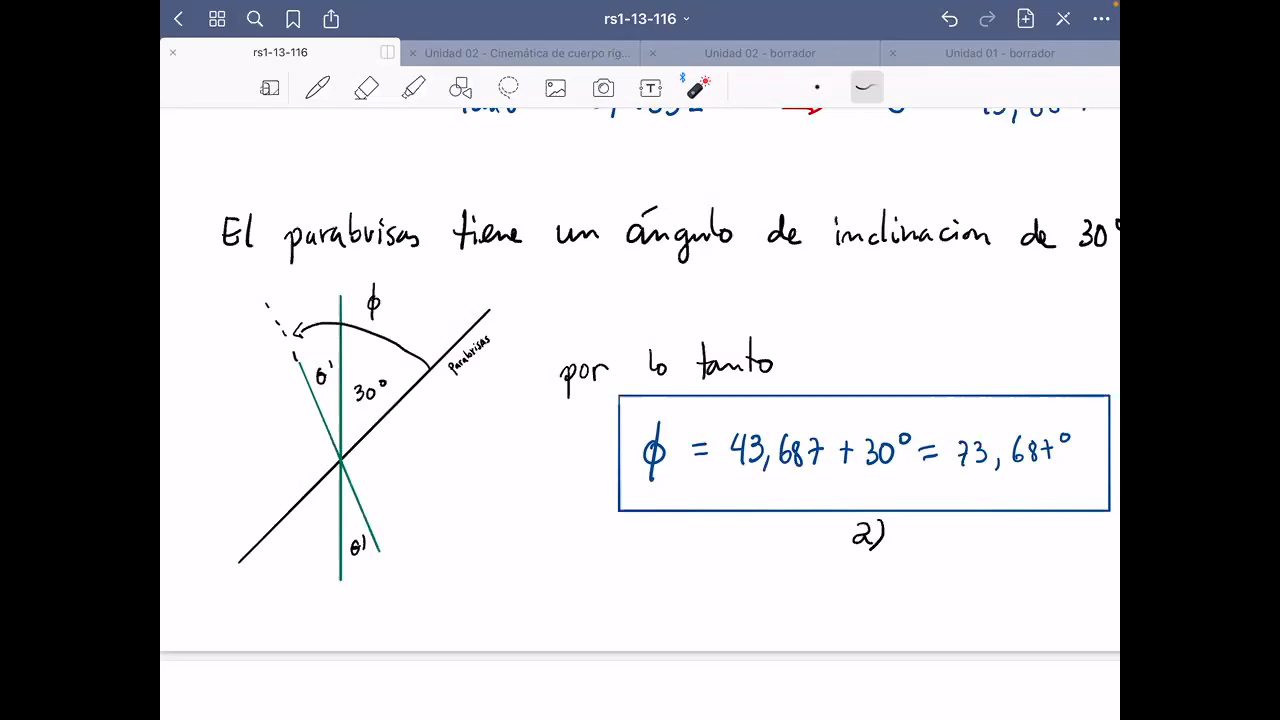 rs1-13-116
rs1-13-116
Unidad 02 - Cinemática de cuerpo ríg...
Unidad 02 - borrador
Unidad 01 - borrador
El parabrisas tiene un ángulo de inclinacion de 30°
ϕ
Parabrisas
θ'
30°
por lo tanto
ϕ = 43,687 + 30° = 73,687°
2)
θ'